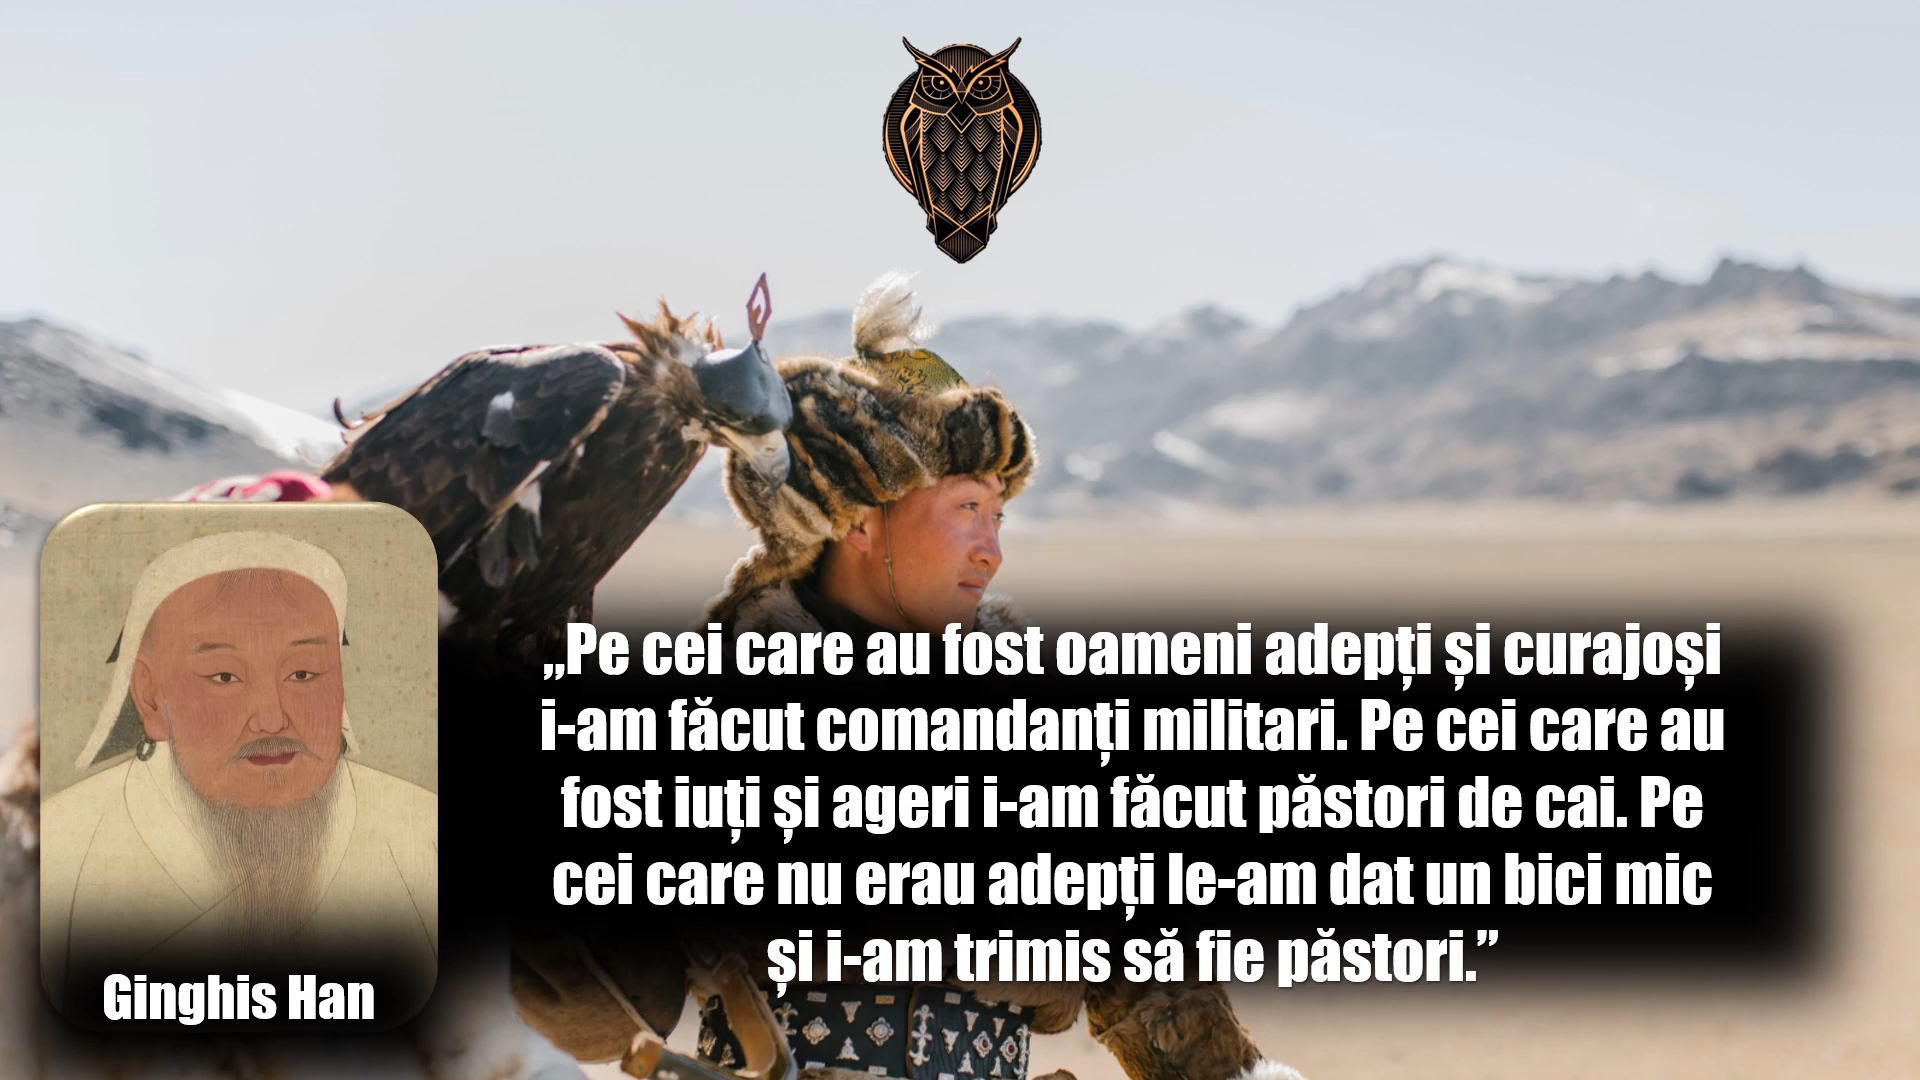 „Pe cei care au fost oameni adepți și curajoși
i-am făcut comandanți militari. Pe cei care au
fost iuți și ageri i-am făcut păstori de cai. Pe
cei care nu erau adepți le-am dat un bici mic
și i-am trimis să fie păstori.”
Ginghis Han